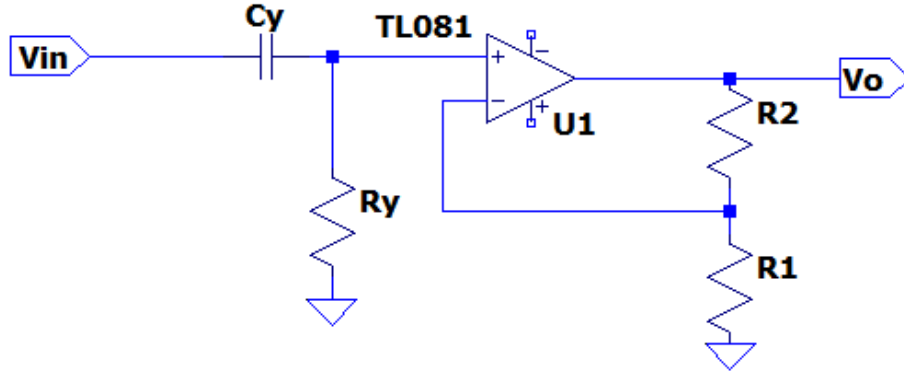 Cy
TL081
Vin
+
-
-
+
U1
Vo
R2
Ry
R1